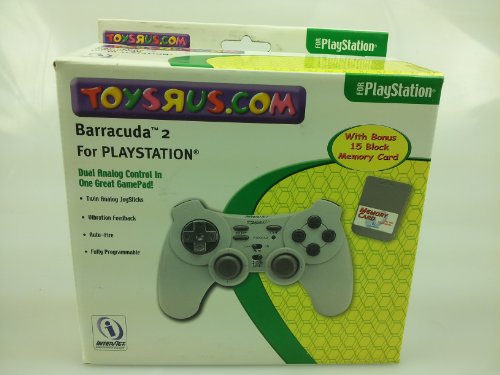 TOYSRUS.COM
FOR PlayStation®
TOYSRUS.COM
FOR PlayStation®
Barracuda™ 2
For PLAYSTATION®
Dual Analog Control in
One Great GamePad!
• Twin Analog JoySticks
• Vibration Feedback
• Auto-Fire
• Fully Programmable
With Bonus
15 Block
Memory Card
MEMORY
CARD
INTERACT